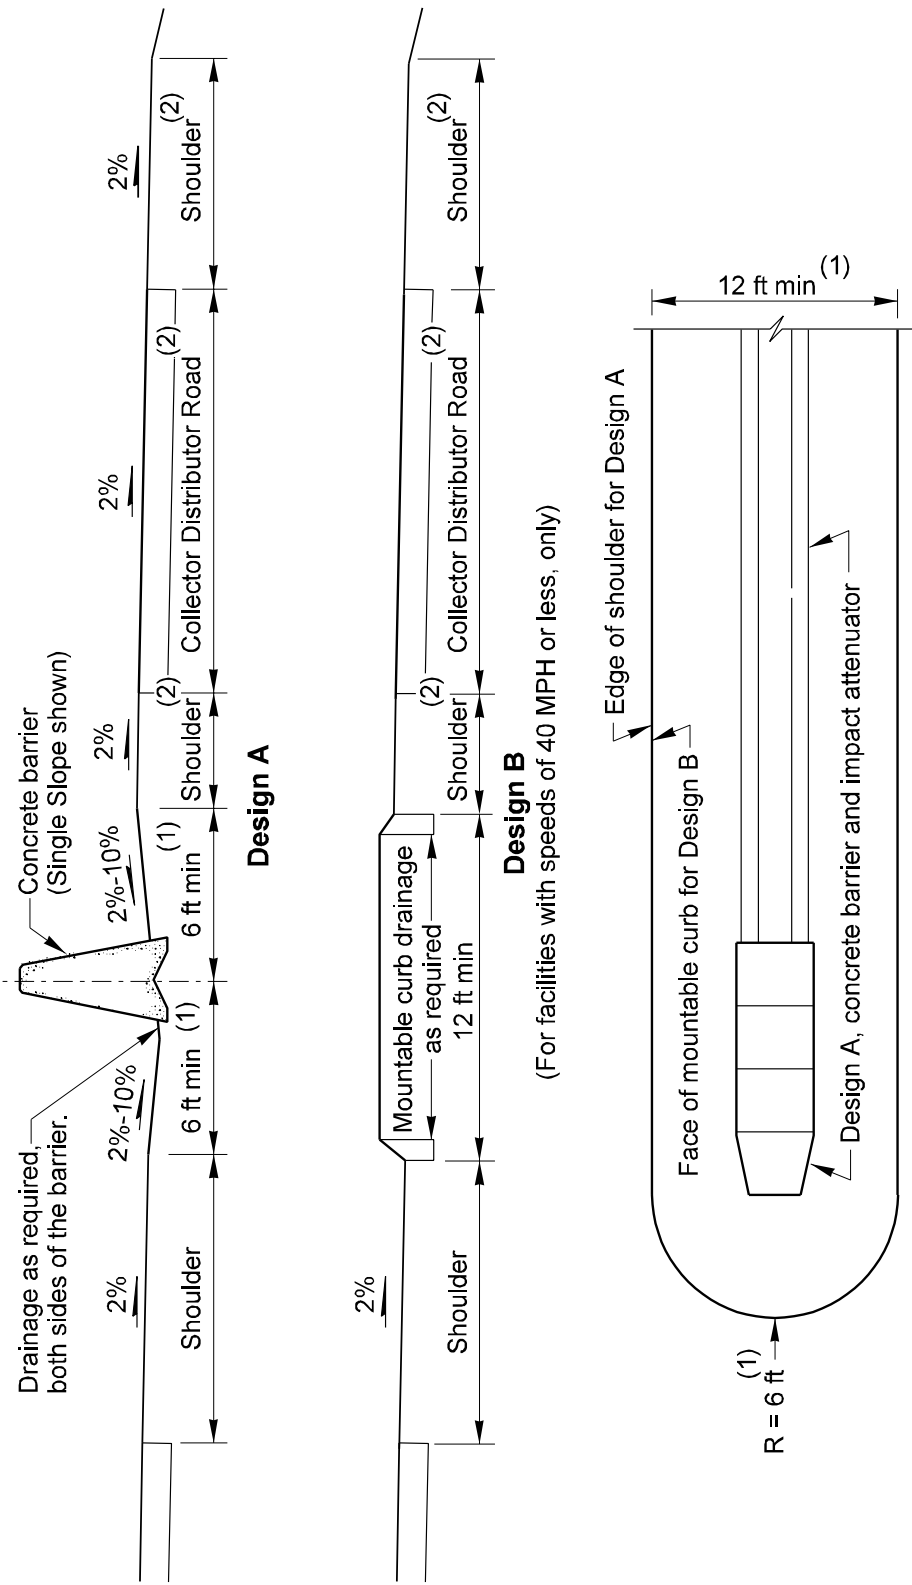 Drainage as required,
both sides of the barrier.
Concrete barrier
(Single Slope shown)
2%
2%-10%
2%-10%
2%
2%
2%
Shoulder
6 ft min (1)
6 ft min (1)
Shoulder (2)
Collector Distributor Road (2)
Shoulder (2)
Design A
2%
Shoulder
Mountable curb drainage
as required
12 ft min
Shoulder (2)
Collector Distributor Road (2)
Shoulder (2)
Design B
(For facilities with speeds of 40 MPH or less, only)
Edge of shoulder for Design A
Face of mountable curb for Design B
R = 6 ft (1)
12 ft min (1)
Design A, concrete barrier and impact attenuator